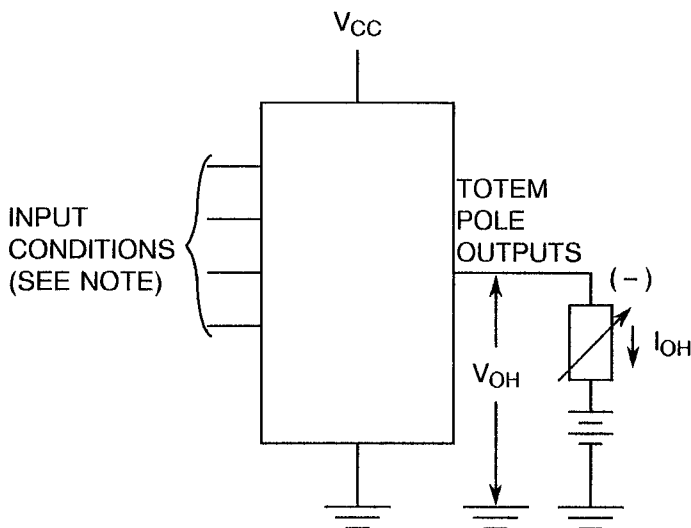 VCC
INPUT
CONDITIONS
(SEE NOTE)
TOTEM
POLE
OUTPUTS
(-)
IOH
VOH